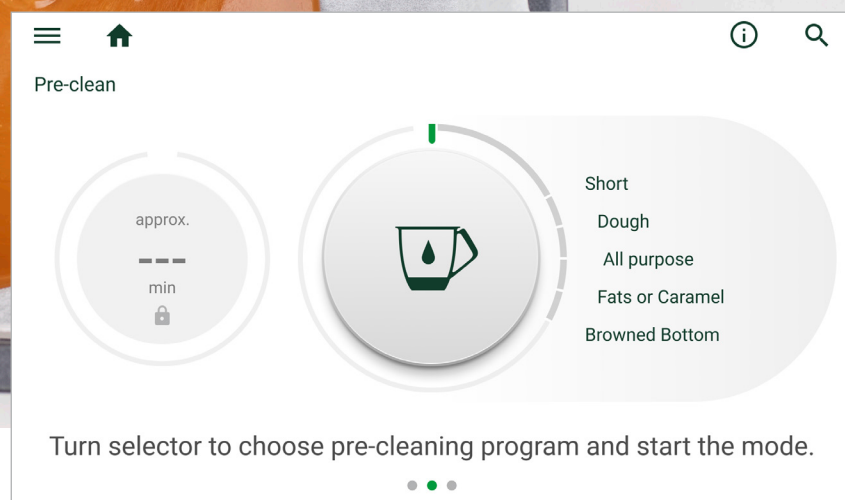 Pre-clean
approx.
---
min
Short
Dough
All purpose
Fats or Caramel
Browned Bottom
Turn selector to choose pre-cleaning program and start the mode.